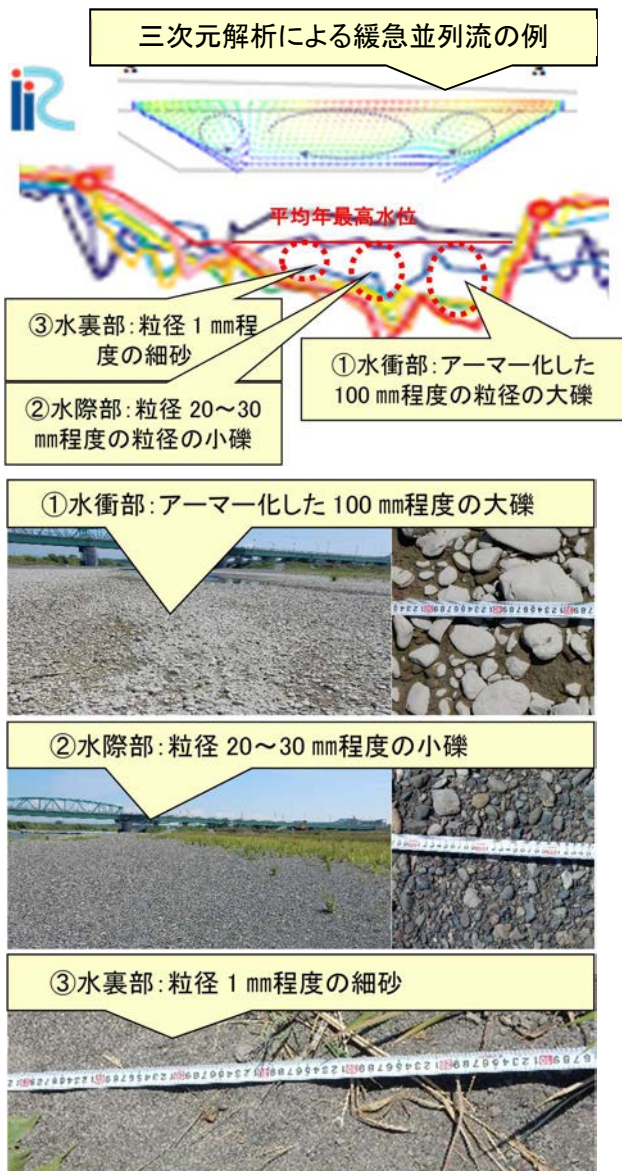 三次元解析による緩急並列流の例
iRIC
平均年最高水位
③水裏部：粒径 1 ㎜程
度の細砂
②水際部：粒径 20～30
㎜程度の粒径の小礫
①水衝部：アーマー化した
100 ㎜程度の粒径の大礫
①水衝部：アーマー化した 100 ㎜程度の大礫
②水際部：粒径 20～30 ㎜程度の小礫
③水裏部：粒径 1 ㎜程度の細砂